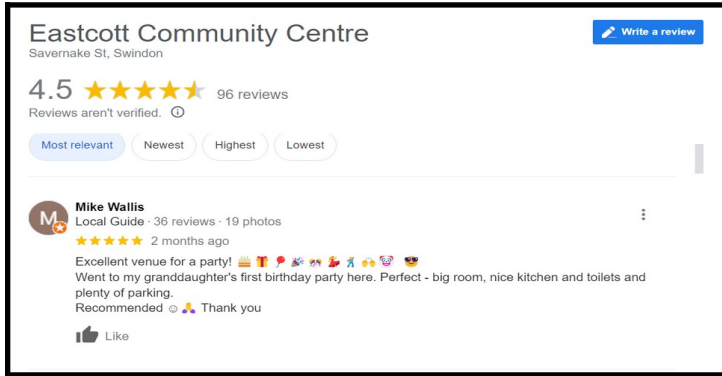 Eastcott Community Centre
Write a review
Savernake St, Swindon
4.5 96 reviews
Reviews aren't verified.
Most relevant Newest Highest Lowest
M
Mike Wallis
Local Guide · 36 reviews · 19 photos
2 months ago
Excellent venue for a party! 🎂🎁🎈🎉👯💃🕺👐🤡 😎
Went to my granddaughter's first birthday party here. Perfect - big room, nice kitchen and toilets and
plenty of parking.
Recommended ☺🙏 Thank you
Like